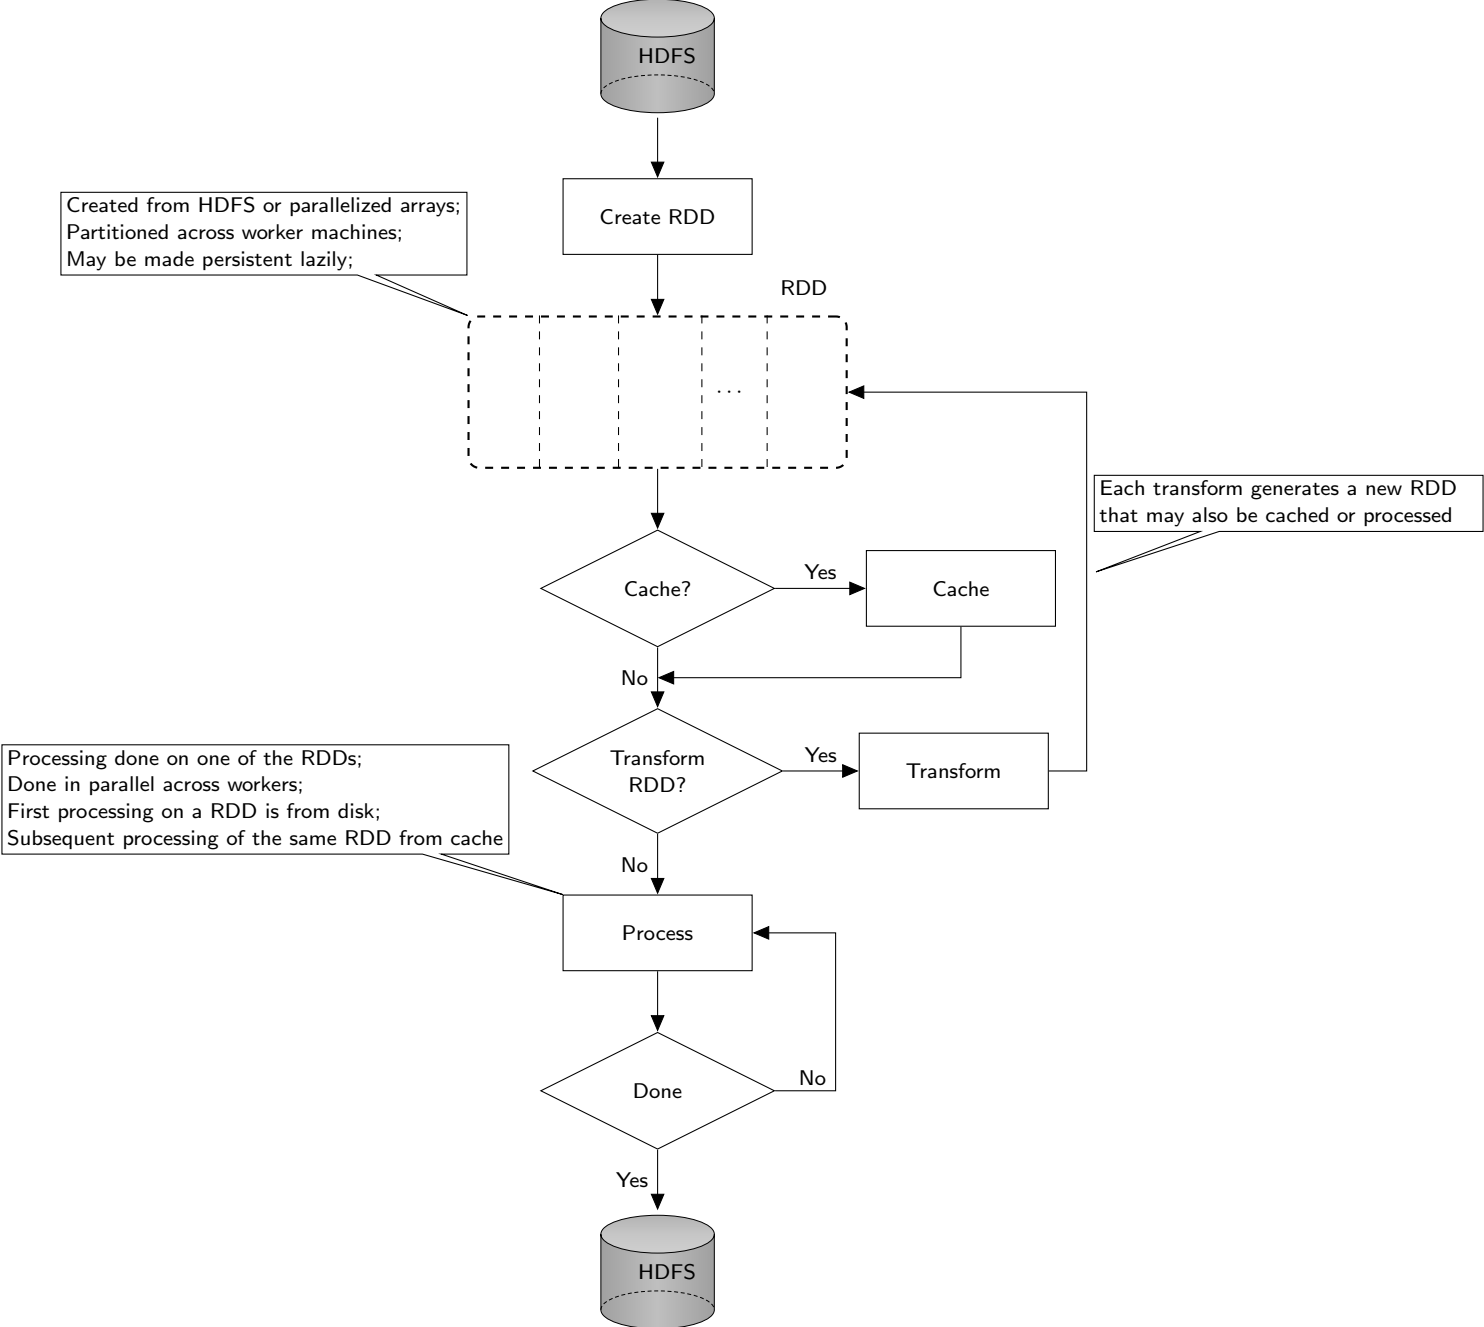 HDFS
Create RDD
Created from HDFS or parallelized arrays;
Partitioned across worker machines;
May be made persistent lazily;
RDD
...
Each transform generates a new RDD
that may also be cached or processed
Cache?
Yes
Cache
No
Transform
RDD?
Yes
Transform
Processing done on one of the RDDs;
Done in parallel across workers;
First processing on a RDD is from disk;
Subsequent processing of the same RDD from cache
No
Process
Done
No
Yes
HDFS